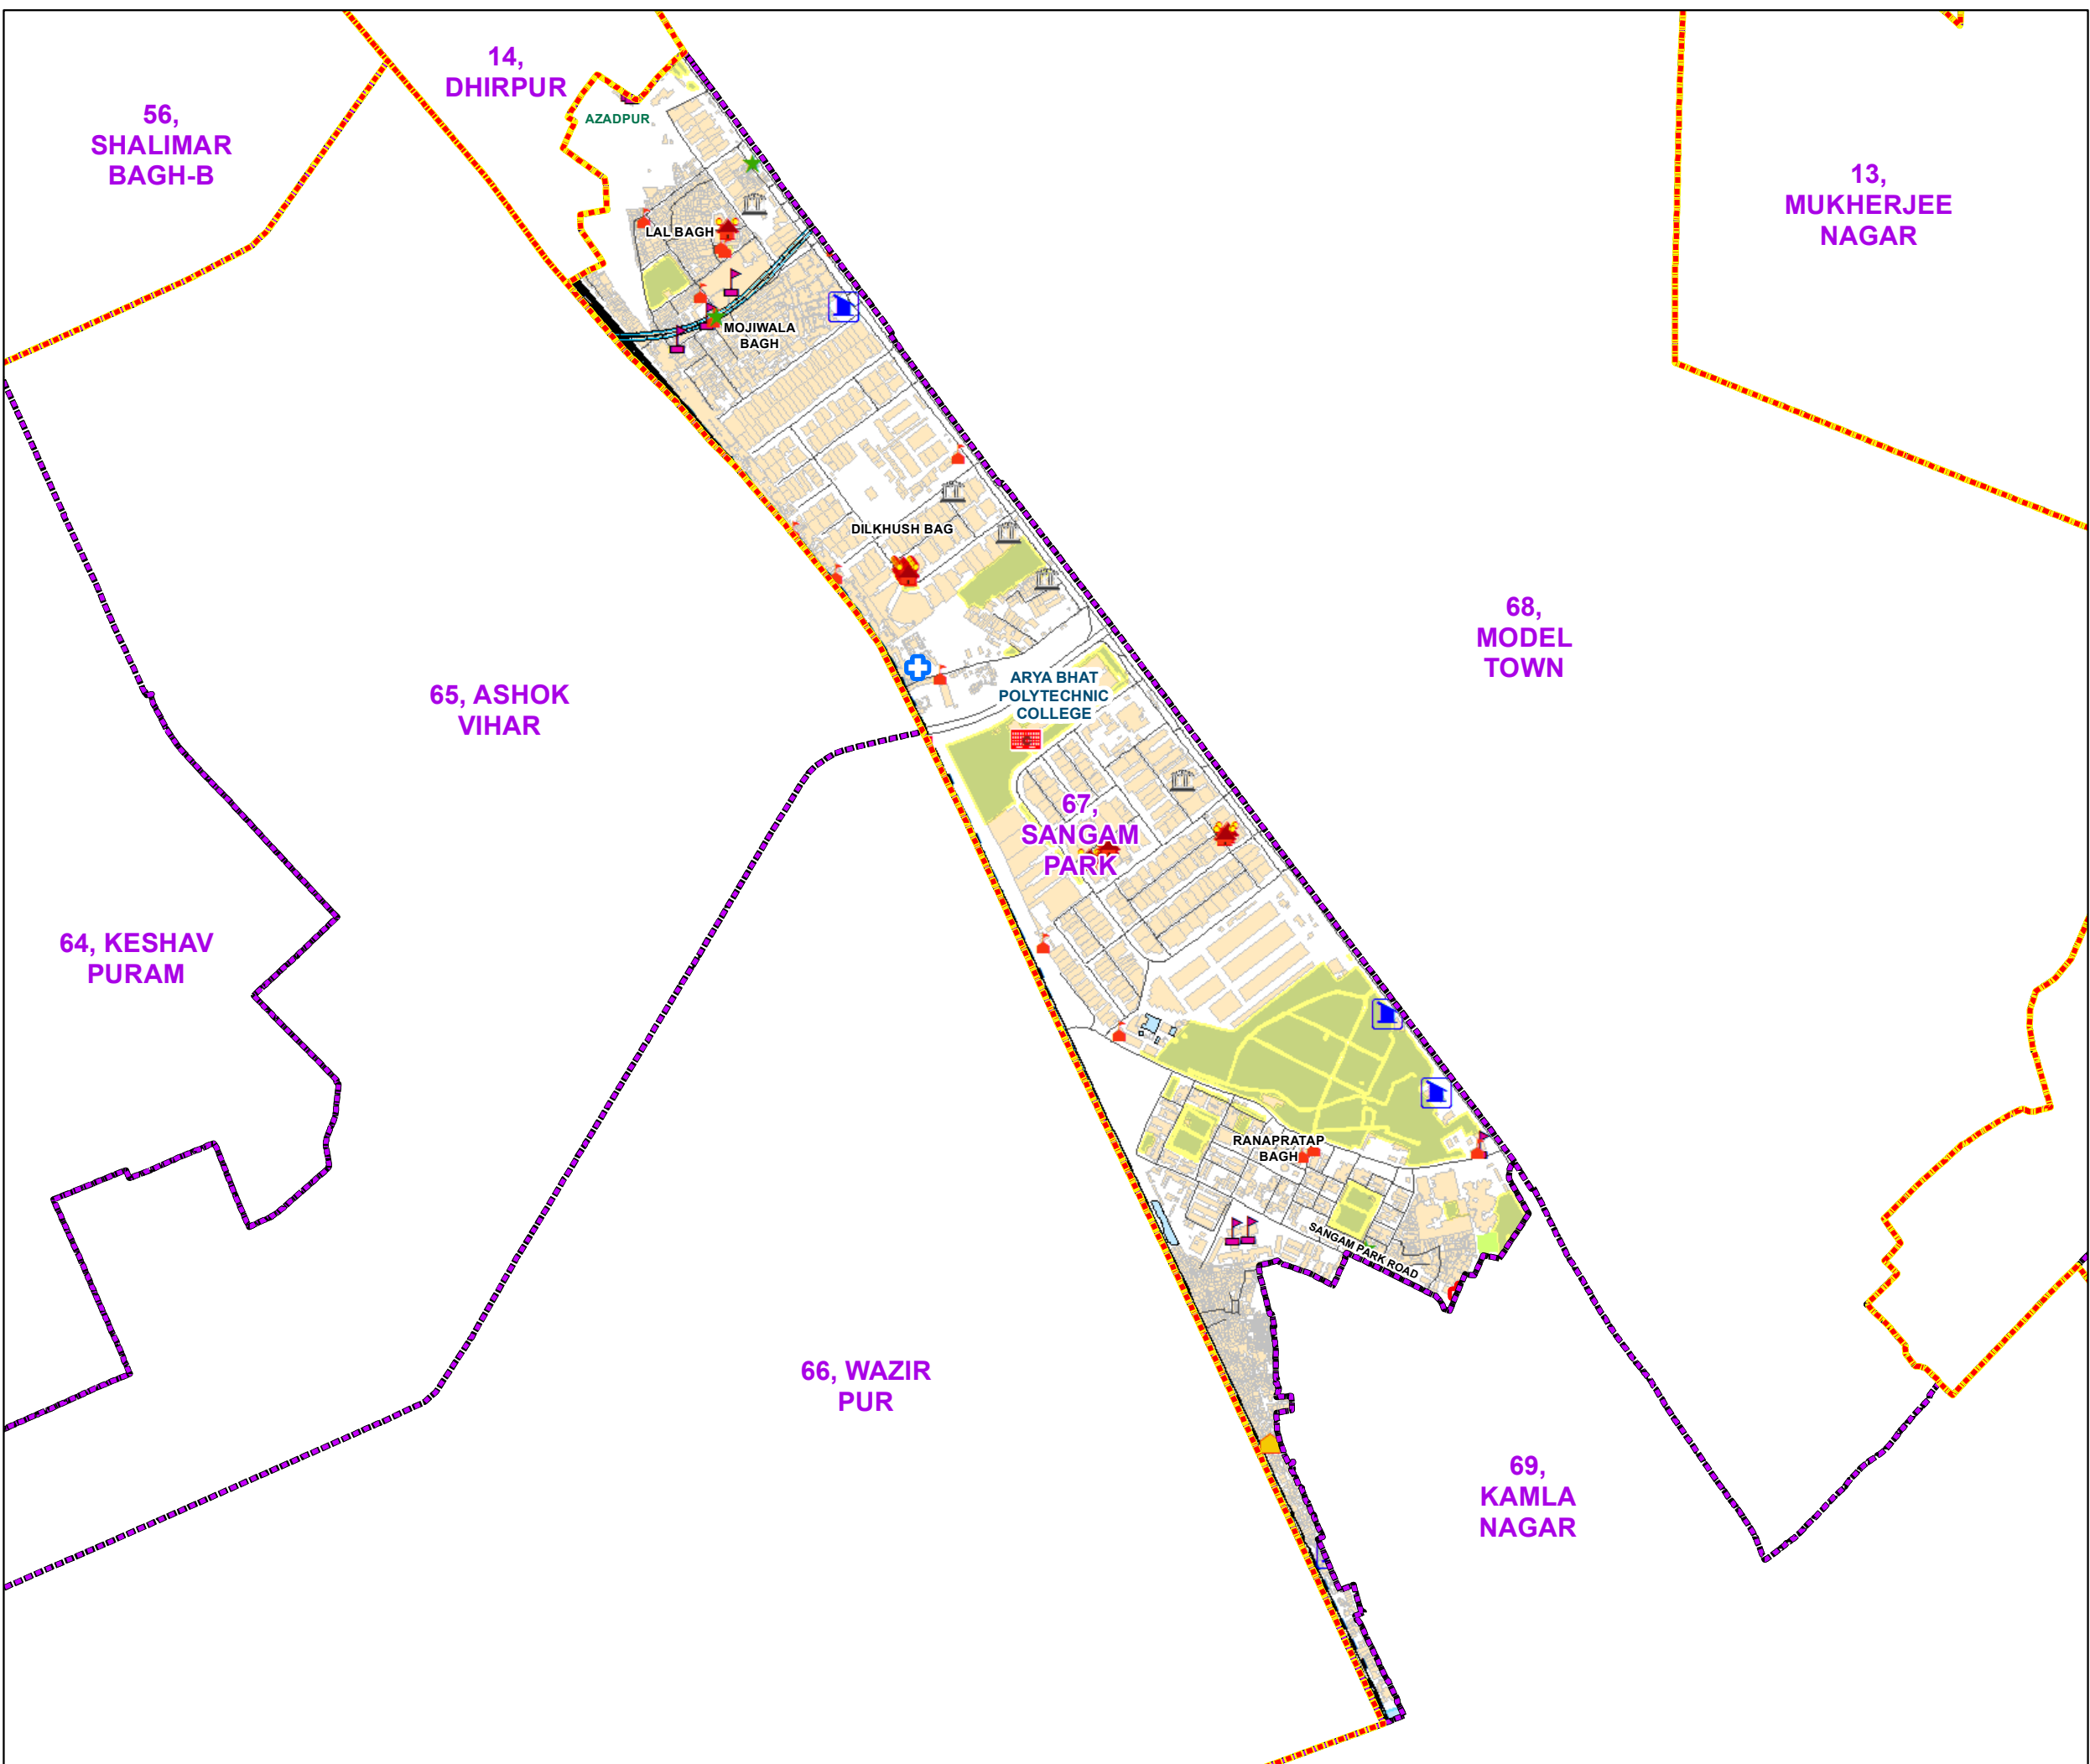 14,
DHIRPUR
56,
SHALIMAR
BAGH-B
AZADPUR
13,
MUKHERJEE
NAGAR
LAL BAGH
MOJIWALA
BAGH
DILKHUSH BAG
68,
MODEL
TOWN
65, ASHOK
VIHAR
ARYA BHAT
POLYTECHNIC
COLLEGE
67,
SANGAM
PARK
64, KESHAV
PURAM
RANAPRATAP
BAGH
SANGAM PARK ROAD
66, WAZIR
PUR
69,
KAMLA
NAGAR